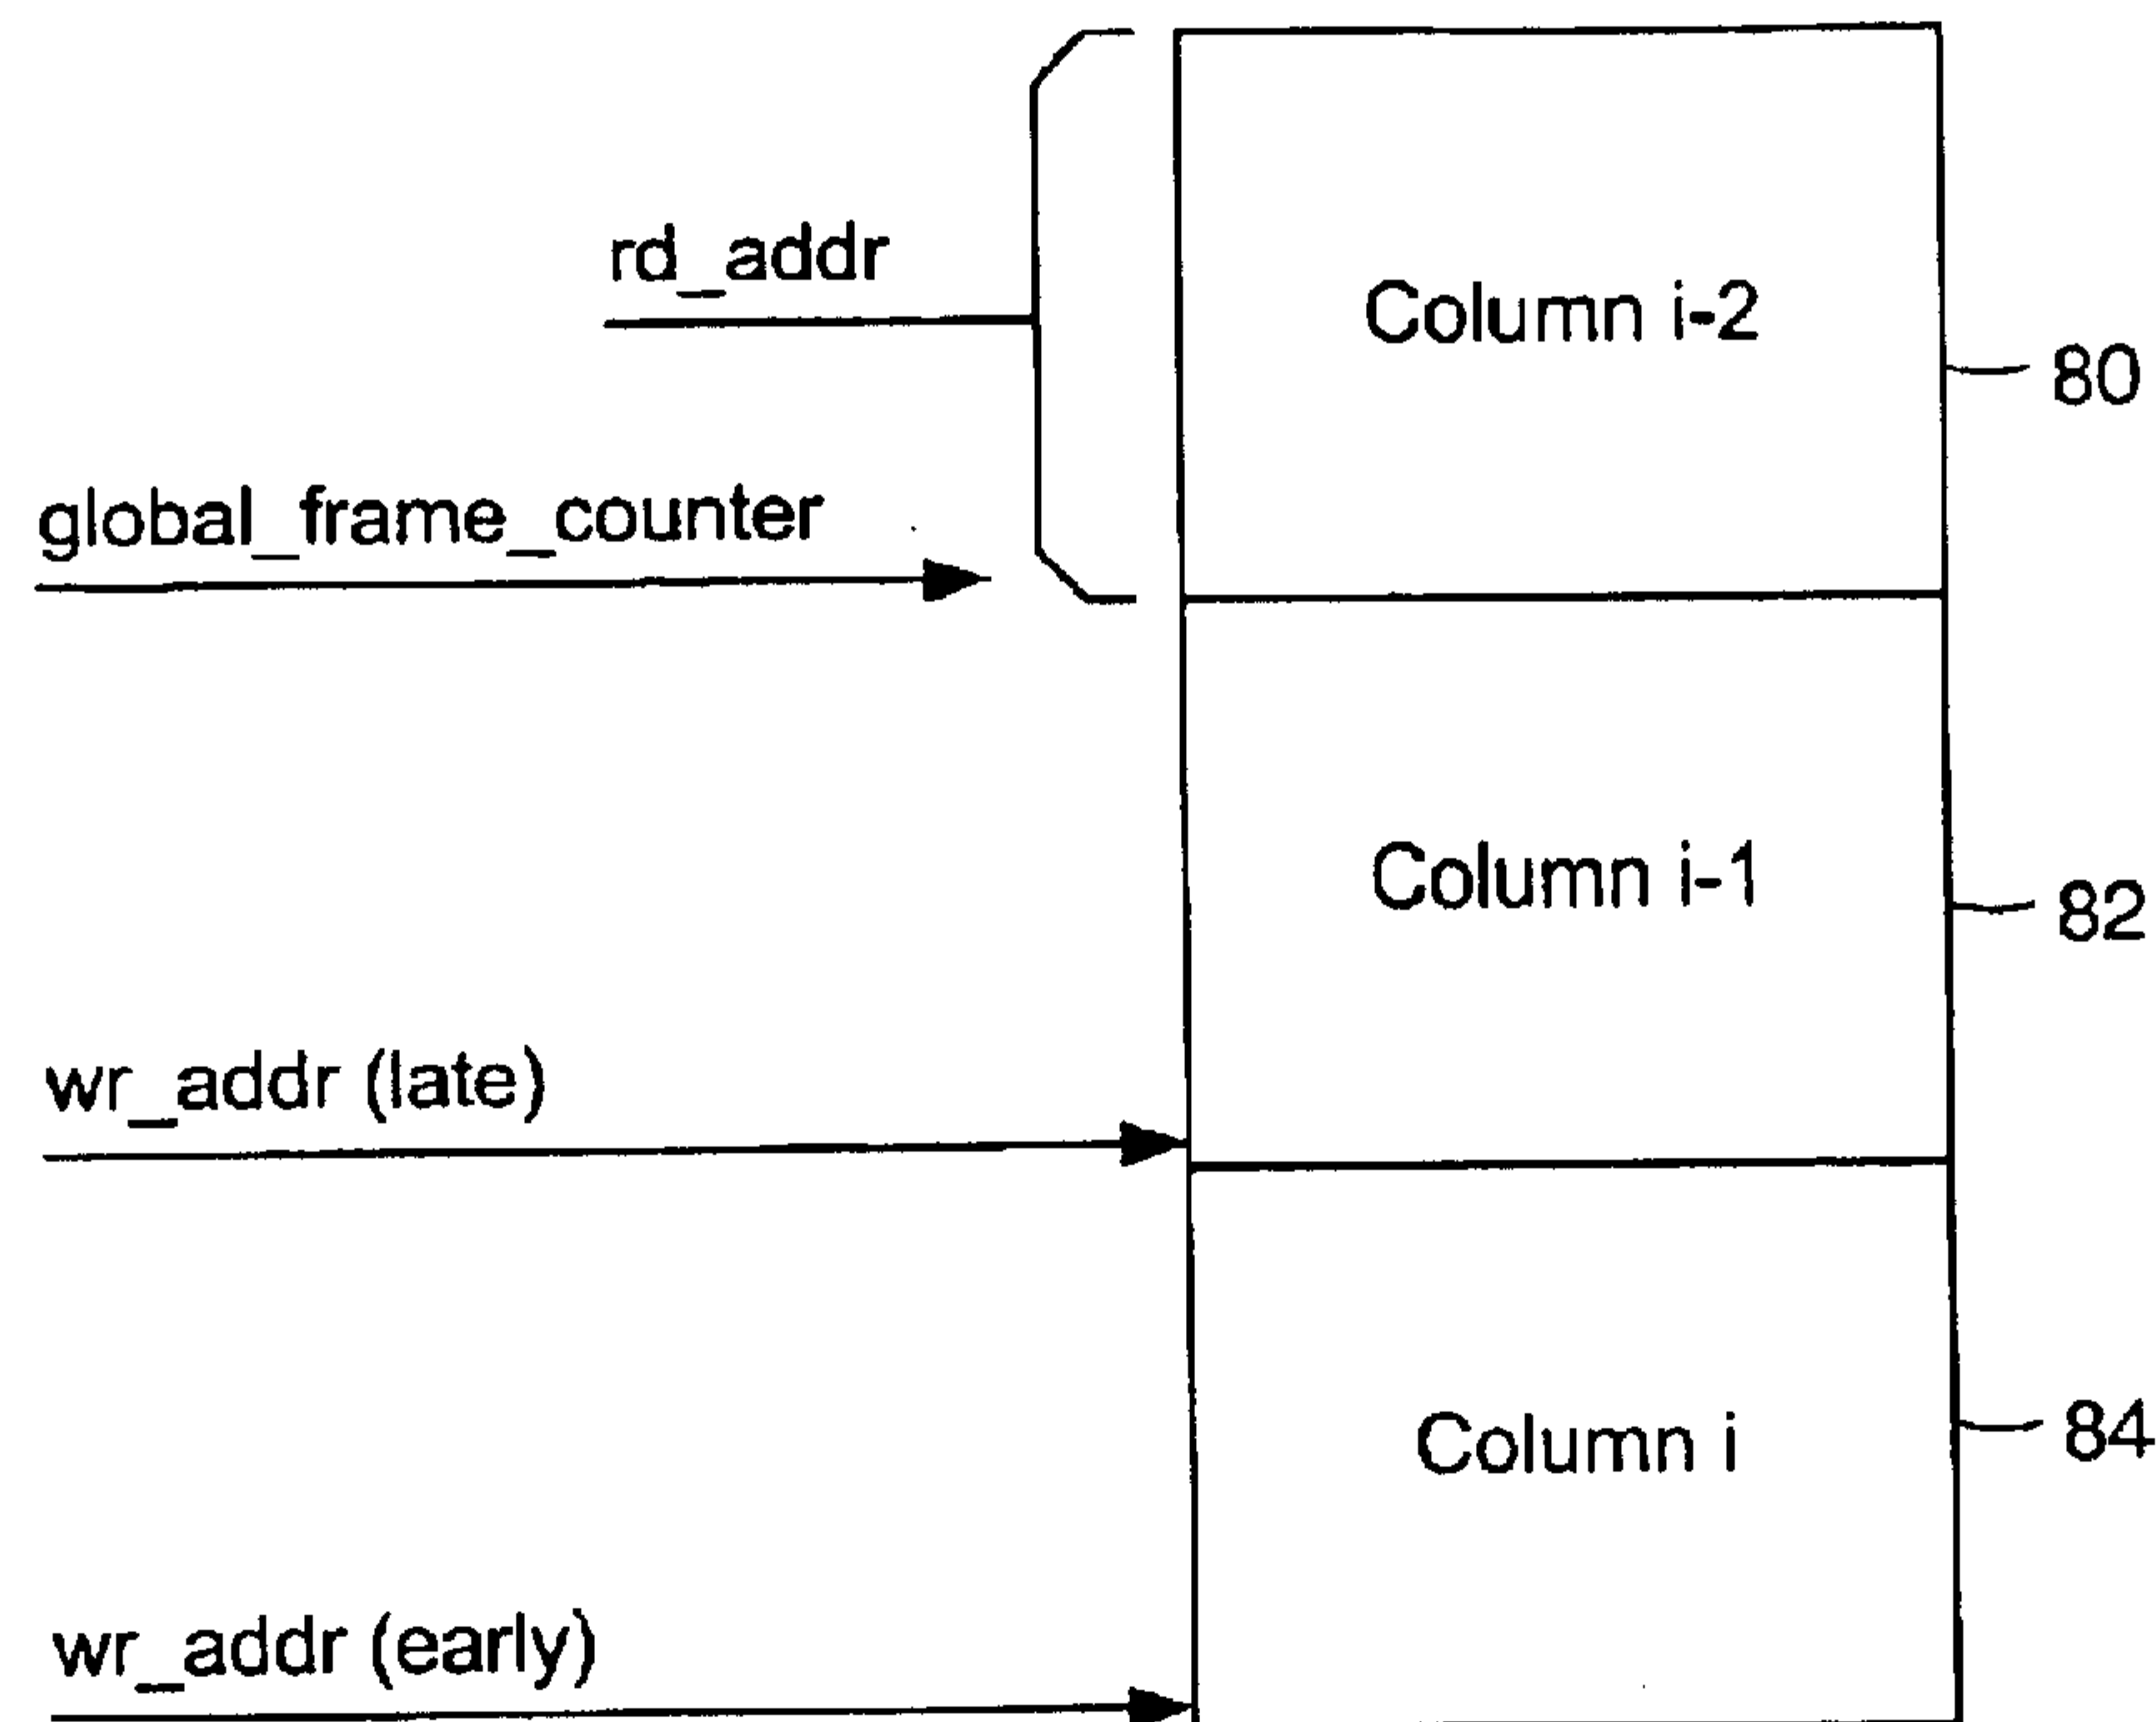 rd_addr
Column i-2
80
global_frame_counter
Column i-1
82
wr_addr (late)
Column i
84
wr_addr (early)